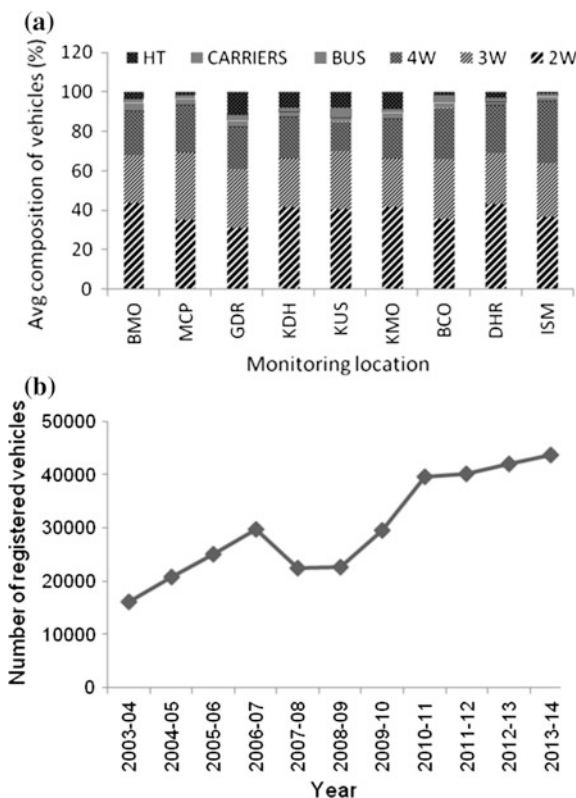 (a)
120
HT CARRIERS BUS 4W 3W 2W
100
80
60
40
20
0
Avg composition of vehicles (%)
BMO MCP GDR KDH KUS KMO BCO DHR ISM
Monitoring location
(b)
50000
40000
30000
20000
10000
0
Number of registered vehicles
2003-04 2004-05 2005-06 2006-07 2007-08 2008-09 2009-10 2010-11 2011-12 2012-13 2013-14
Year